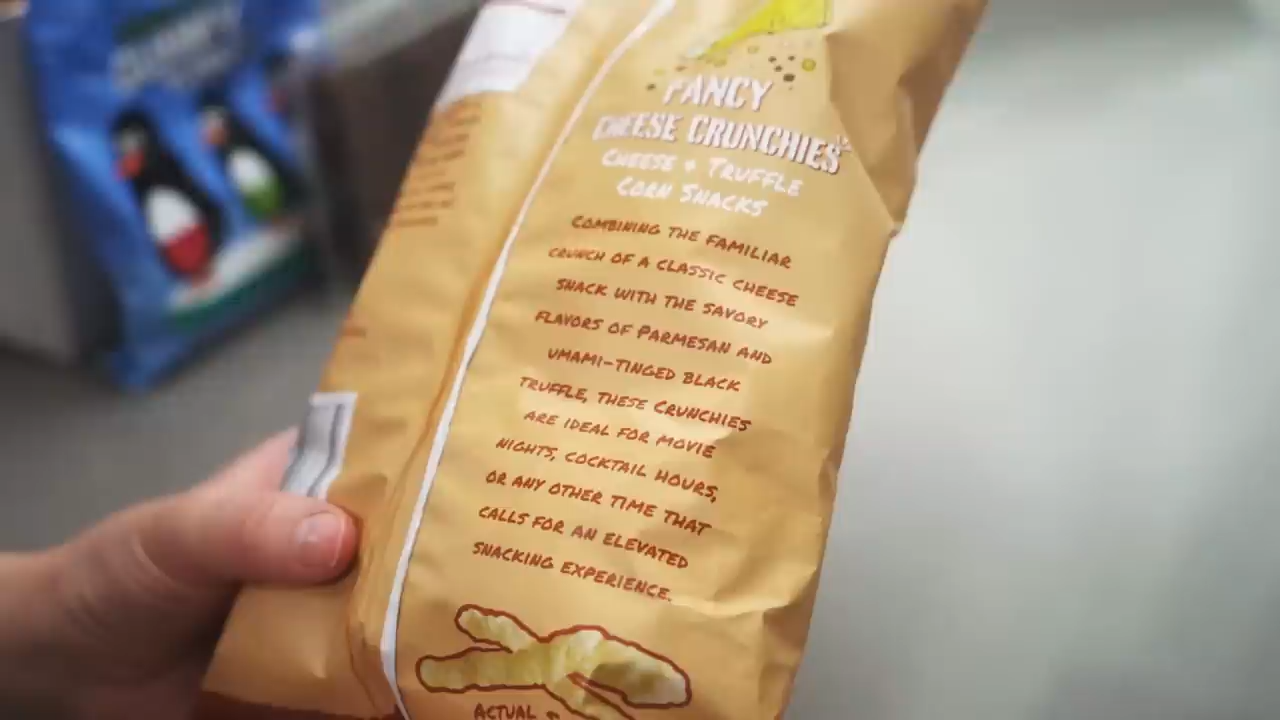 FANCY
CHEESE CRUNCHIES
CHEESE + TRUFFLE
CORN SNACKS
COMBINING THE FAMILIAR
CRUNCH OF A CLASSIC CHEESE
SNACK WITH THE SAVORY
FLAVORS OF PARMESAN AND
UMAMI-TINGED BLACK
TRUFFLE, THESE CRUNCHIES
ARE IDEAL FOR MOVIE
NIGHTS, COCKTAIL HOURS,
OR ANY OTHER TIME THAT
CALLS FOR AN ELEVATED
SNACKING EXPERIENCE.
ACTUAL